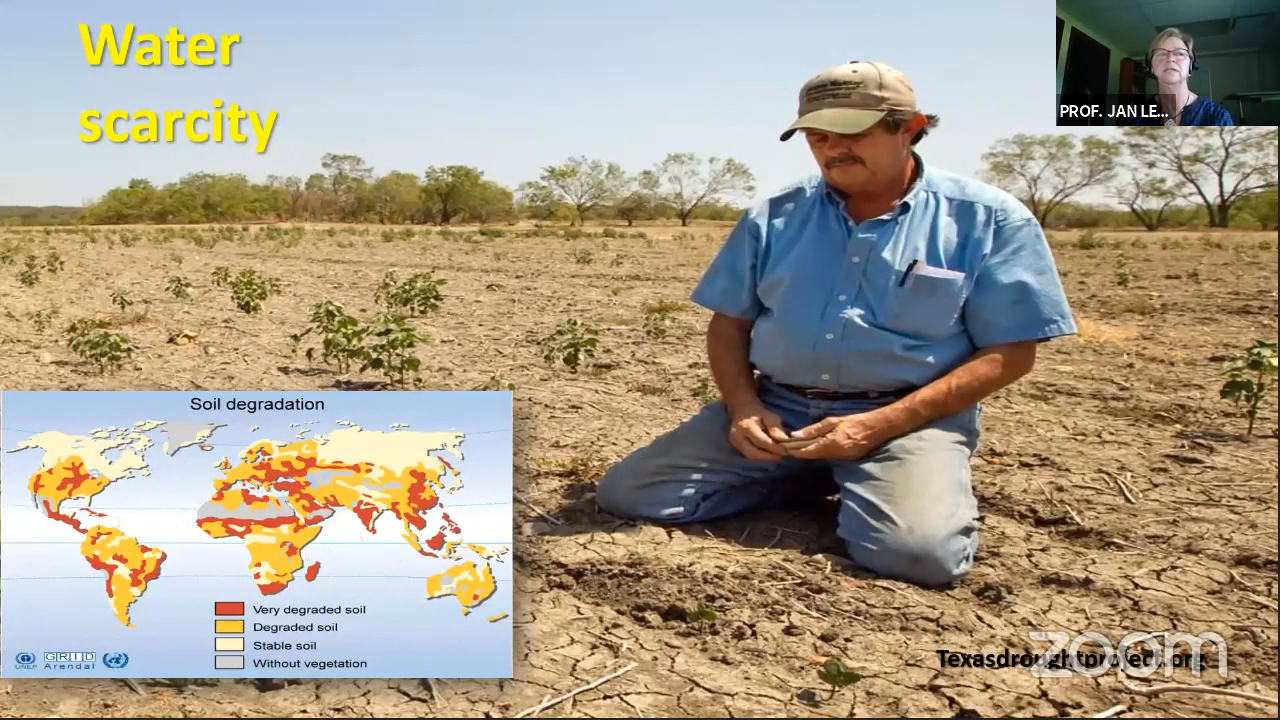 Water
scarcity
PROF. JAN LE...
Soil degradation
Very degraded soil
Degraded soil
Stable soil
Without vegetation
UNEP
GRID
Arendal
Texasdroughtproject.org
zoom